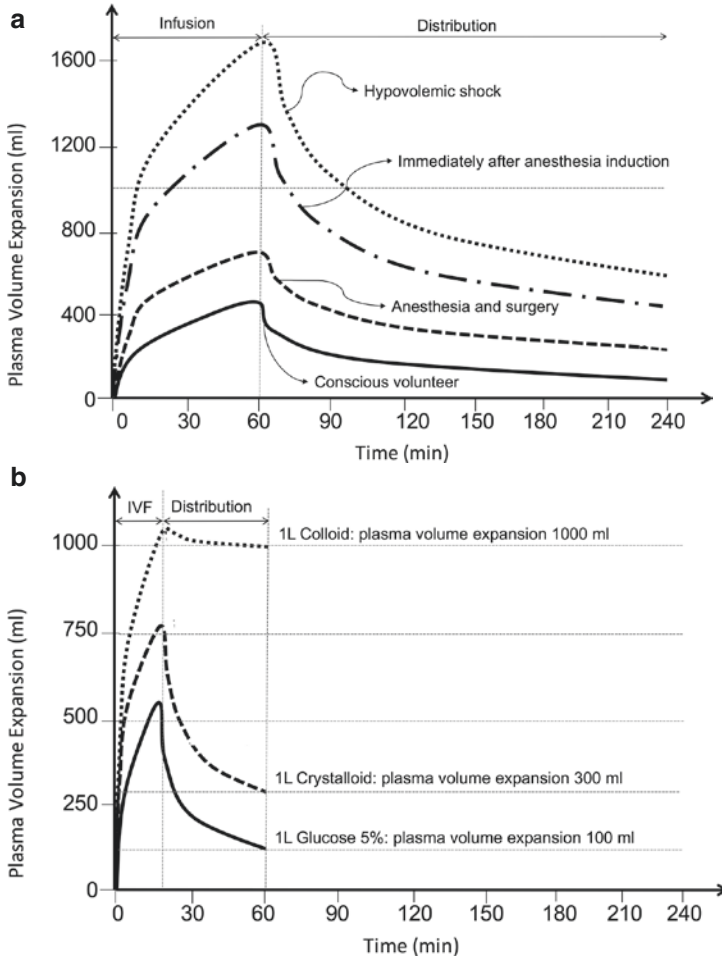 a
Infusion
Distribution
Plasma Volume Expansion (ml)
1600
1200
1000
800
400
0
Hypovolemic shock
Immediately after anesthesia induction
Anesthesia and surgery
Conscious volunteer
0 30 60 90 120 150 180 210 240
Time (min)
b
IVF
Distribution
Plasma Volume Expansion (ml)
1000
750
500
250
0
1L Colloid: plasma volume expansion 1000 ml
1L Crystalloid: plasma volume expansion 300 ml
1L Glucose 5%: plasma volume expansion 100 ml
0 30 60 90 120 150 180 210 240
Time (min)